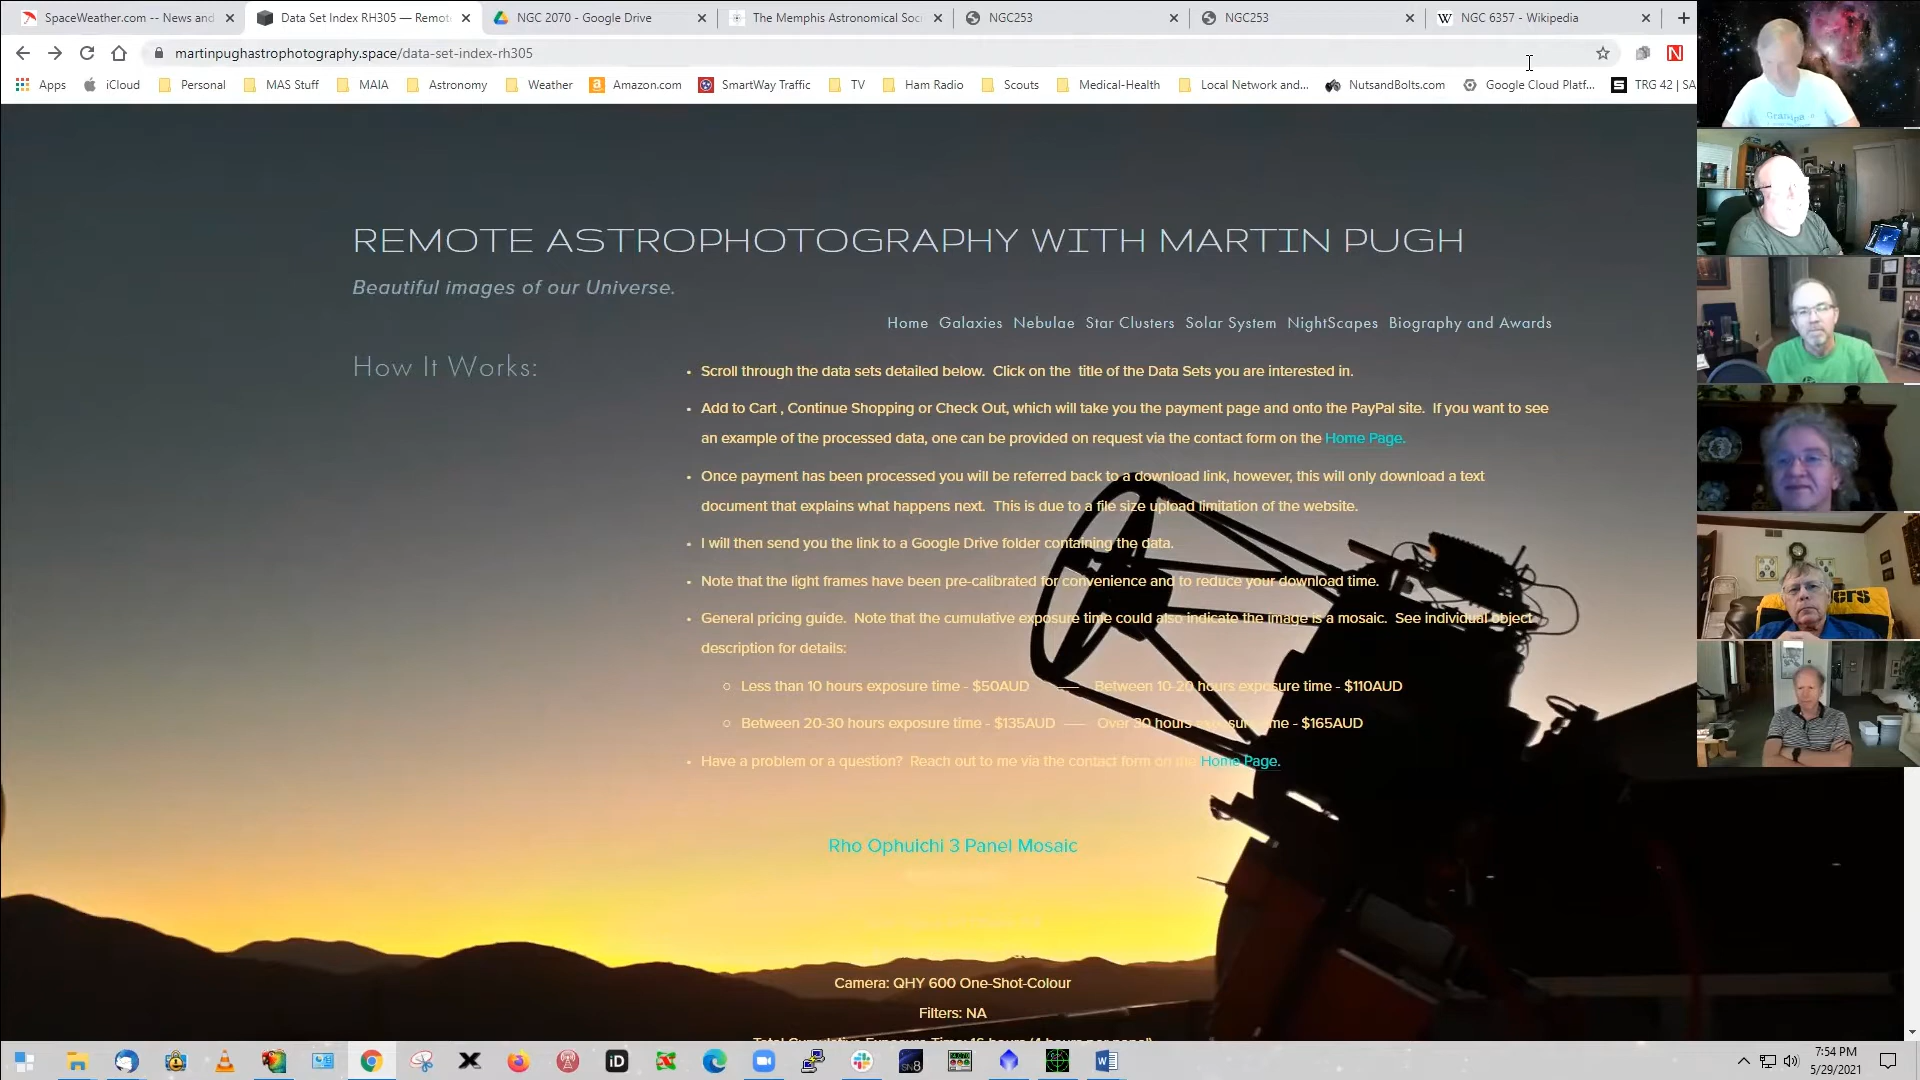 SpaceWeather.com -- News and
Data Set Index RH305 — Remot
NGC 2070 - Google Drive
The Memphis Astronomical Soc
NGC253
NGC253
NGC 6357 - Wikipedia
martinpughastrophotography.space/data-set-index-rh305
Apps
iCloud
Personal
MAS Stuff
MAIA
Astronomy
Weather
Amazon.com
SmartWay Traffic
TV
Ham Radio
Scouts
Medical-Health
Local Network and...
NutsandBolts.com
Google Cloud Platf...
TRG 42 | SA
REMOTE ASTROPHOTOGRAPHY WITH MARTIN PUGH
Beautiful images of our Universe.
Home Galaxies Nebulae Star Clusters Solar System NightScapes Biography and Awards
How It Works:
Scroll through the data sets detailed below. Click on the title of the Data Sets you are interested in.
Add to Cart , Continue Shopping or Check Out, which will take you the payment page and onto the PayPal site. If you want to see
an example of the processed data, one can be provided on request via the contact form on the Home Page.
Once payment has been processed you will be referred back to a download link, however, this will only download a text
document that explains what happens next. This is due to a file size upload limitation of the website.
I will then send you the link to a Google Drive folder containing the data.
Note that the light frames have been pre-calibrated for convenience and to reduce your download time.
General pricing guide. Note that the cumulative exposure time could also indicate the image is a mosaic. See individual object
description for details:
Less than 10 hours exposure time - $50AUD —— Between 10-20 hours exposure time - $110AUD
Between 20-30 hours exposure time - $135AUD —— Over 30 hours exposure time - $165AUD
Have a problem or a question? Reach out to me via the contact form on the Home Page.
Rho Ophuichi 3 Panel Mosaic
Camera: QHY 600 One-Shot-Colour
Filters: NA
Total Cumulative Exposure Time: 16 hours (4 hours per panel)
Grandpa
ers
iD
SN8
7:54 PM
5/29/2021